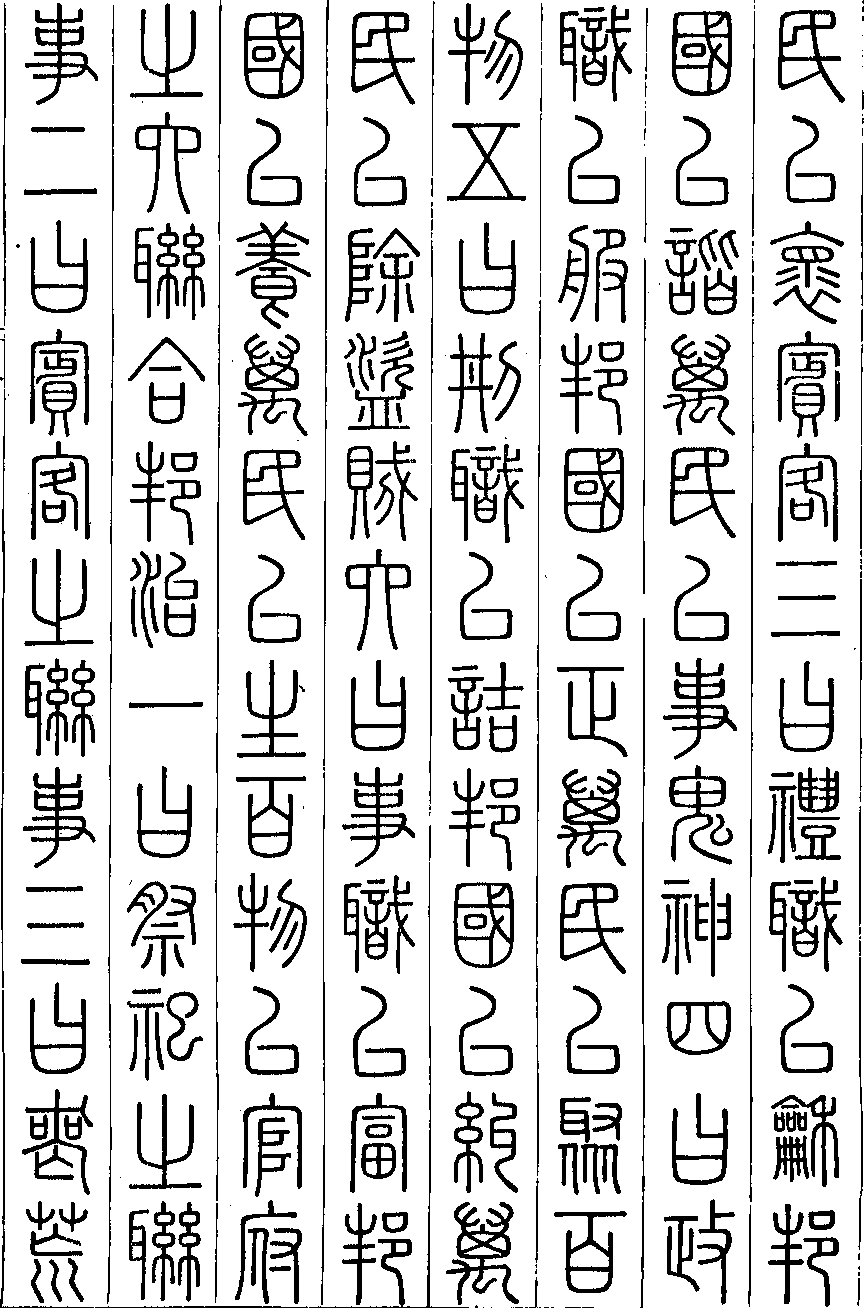 民以褱賓客三曰禮職以龢邦
國以諧萬民以事鬼神四曰政
職以服邦國以正萬民以聚百
物五曰刑職以詰邦國以糾萬
民以除盜賊六曰事職以富邦
國以養萬民以生百物以官府
之六聯合邦治一曰祭祀之聯
事二曰賓客之聯事三曰喪荒